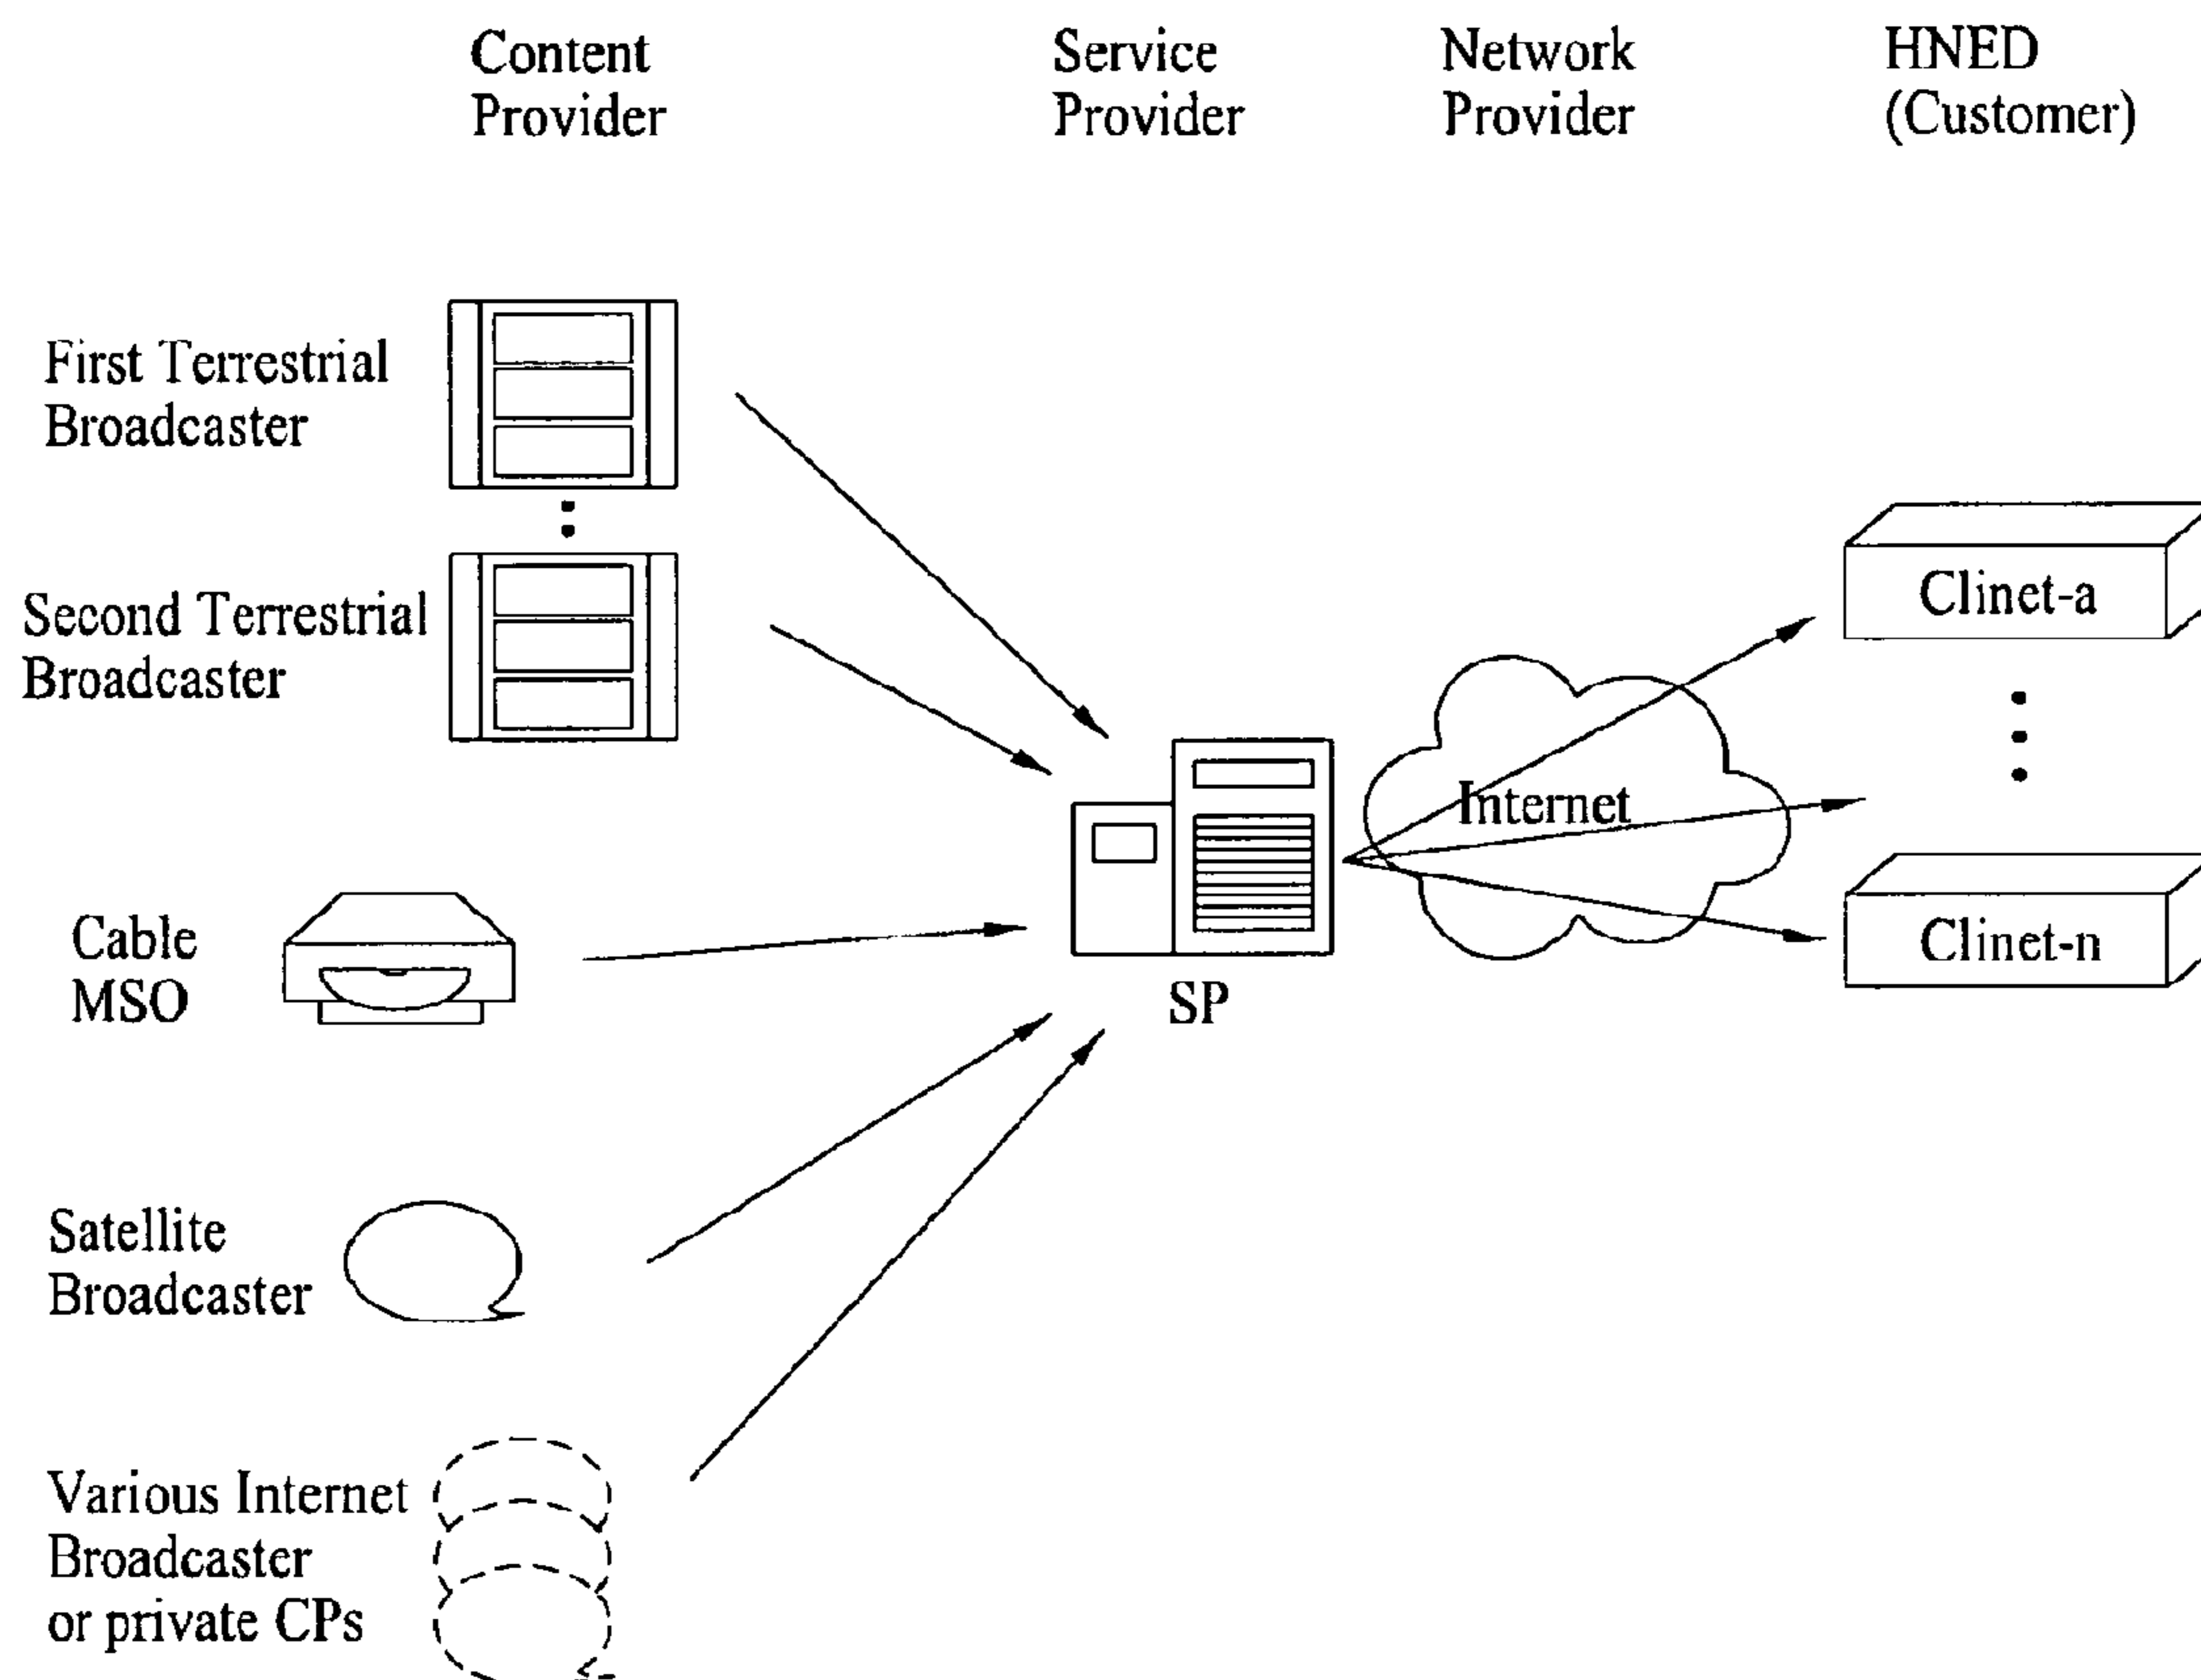 Content
Provider
Service
Provider
Network
Provider
HNED
(Customer)
First Terrestrial
Broadcaster
Second Terrestrial
Broadcaster
Cable
MSO
Satellite
Broadcaster
Various Internet
Broadcaster
or private CPs
SP
Internet
Clinet-a
Clinet-n